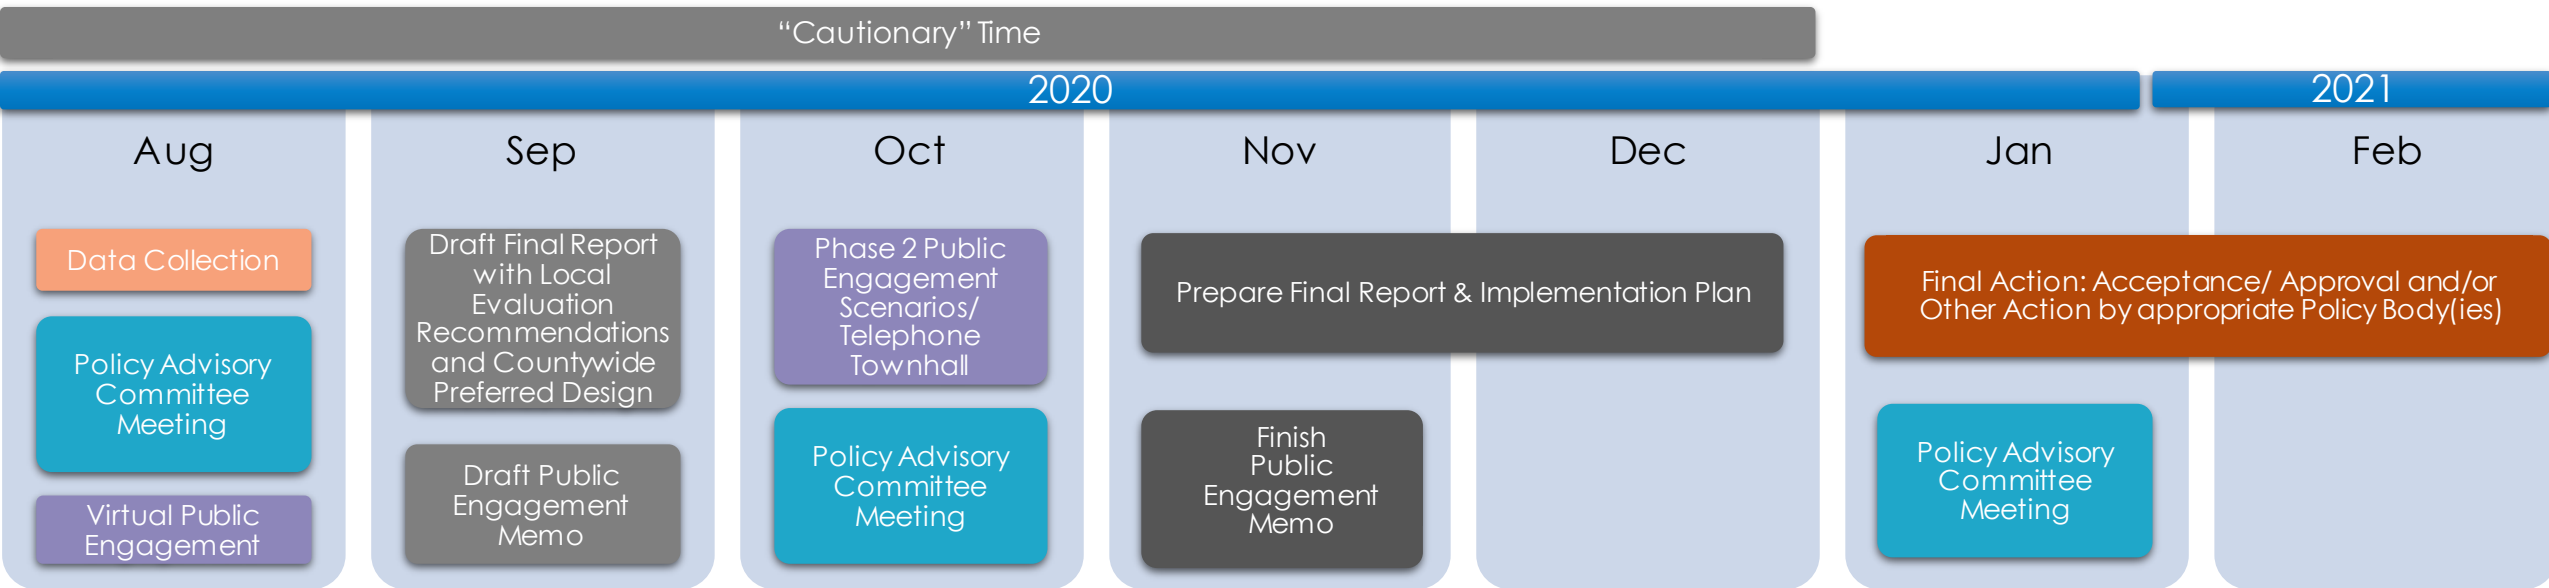 “Cautionary” Time
2020
2021
Aug
Sep
Oct
Nov
Dec
Jan
Feb
Data Collection
Policy Advisory
Committee
Meeting
Virtual Public
Engagement
Draft Final Report
with Local
Evaluation
Recommendations
and Countywide
Preferred Design
Draft Public
Engagement
Memo
Phase 2 Public
Engagement
Scenarios/
Telephone
Townhall
Policy Advisory
Committee
Meeting
Prepare Final Report & Implementation Plan
Finish
Public
Engagement
Memo
Final Action: Acceptance/ Approval and/or
Other Action by appropriate Policy Body(ies)
Policy Advisory
Committee
Meeting